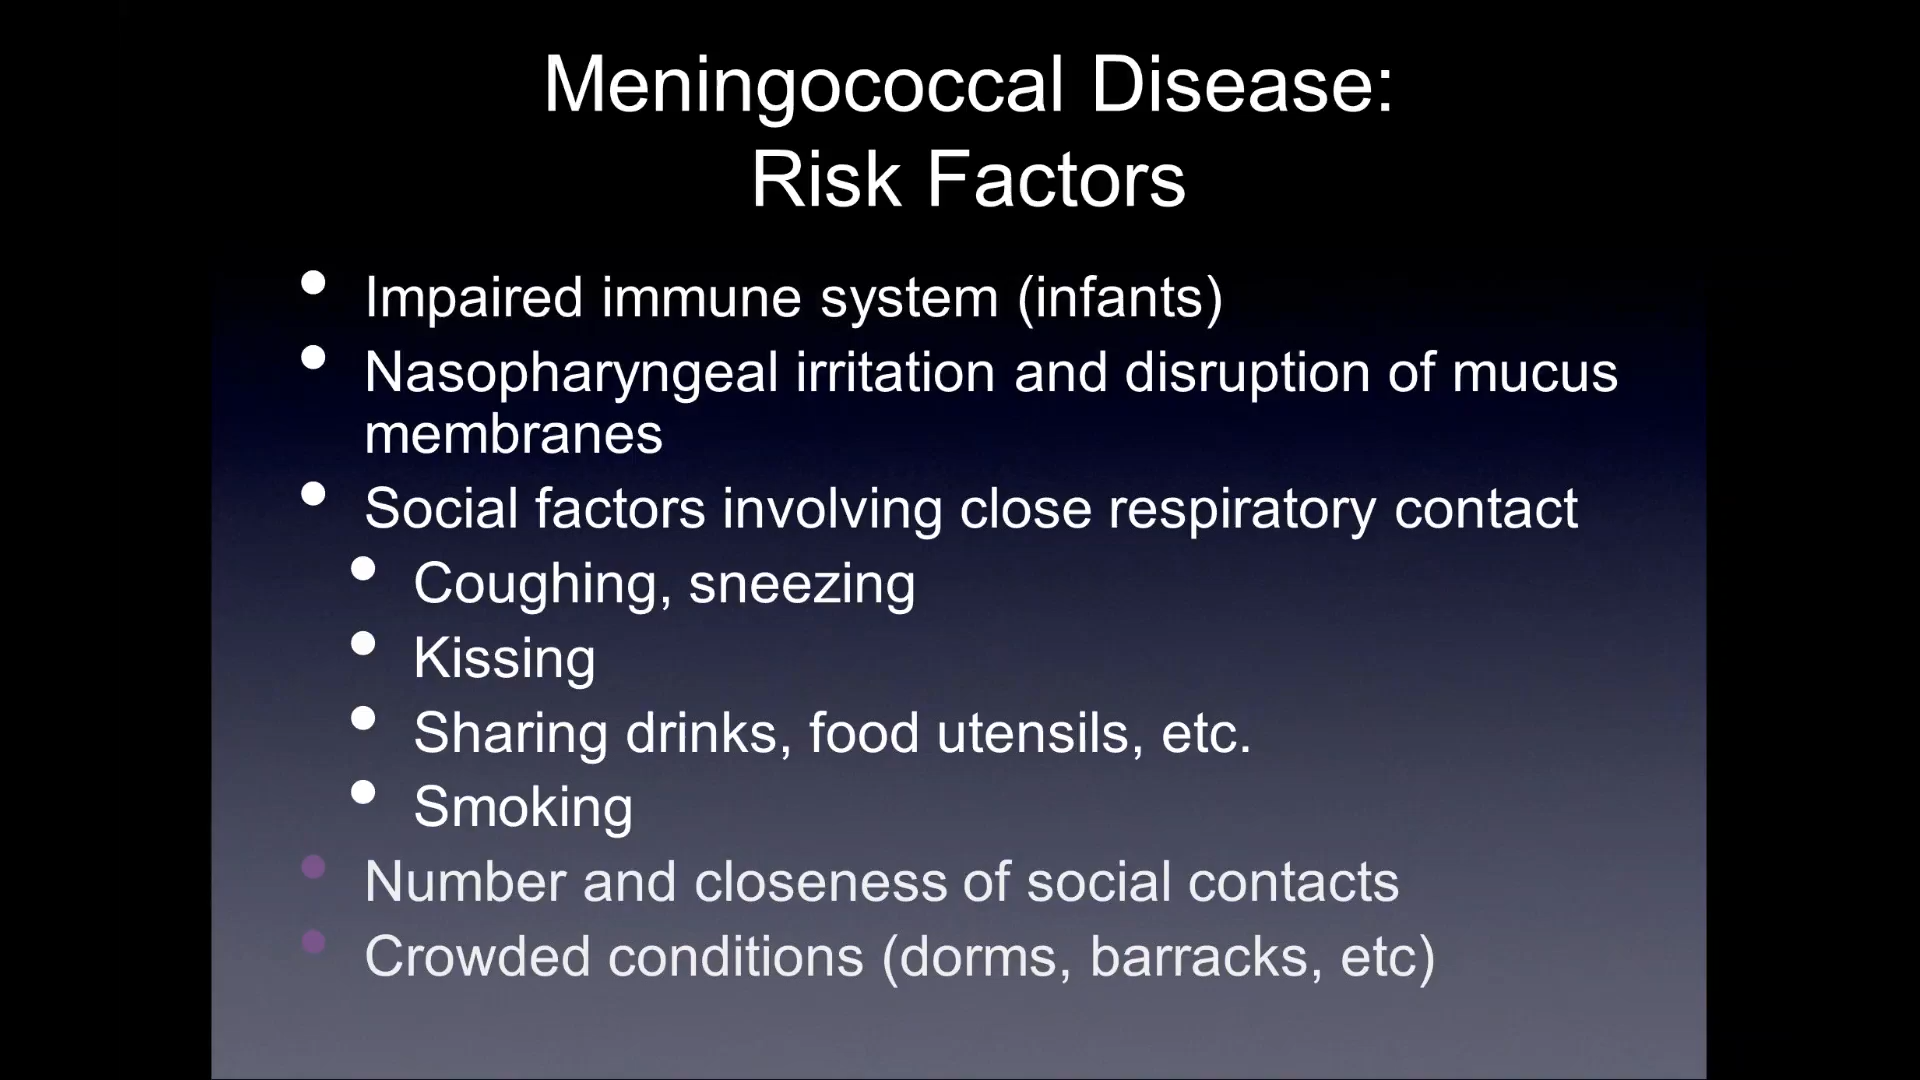 Meningococcal Disease:
Risk Factors
• Impaired immune system (infants)
• Nasopharyngeal irritation and disruption of mucus
membranes
• Social factors involving close respiratory contact
• Coughing, sneezing
• Kissing
• Sharing drinks, food utensils, etc.
• Smoking
• Number and closeness of social contacts
• Crowded conditions (dorms, barracks, etc)